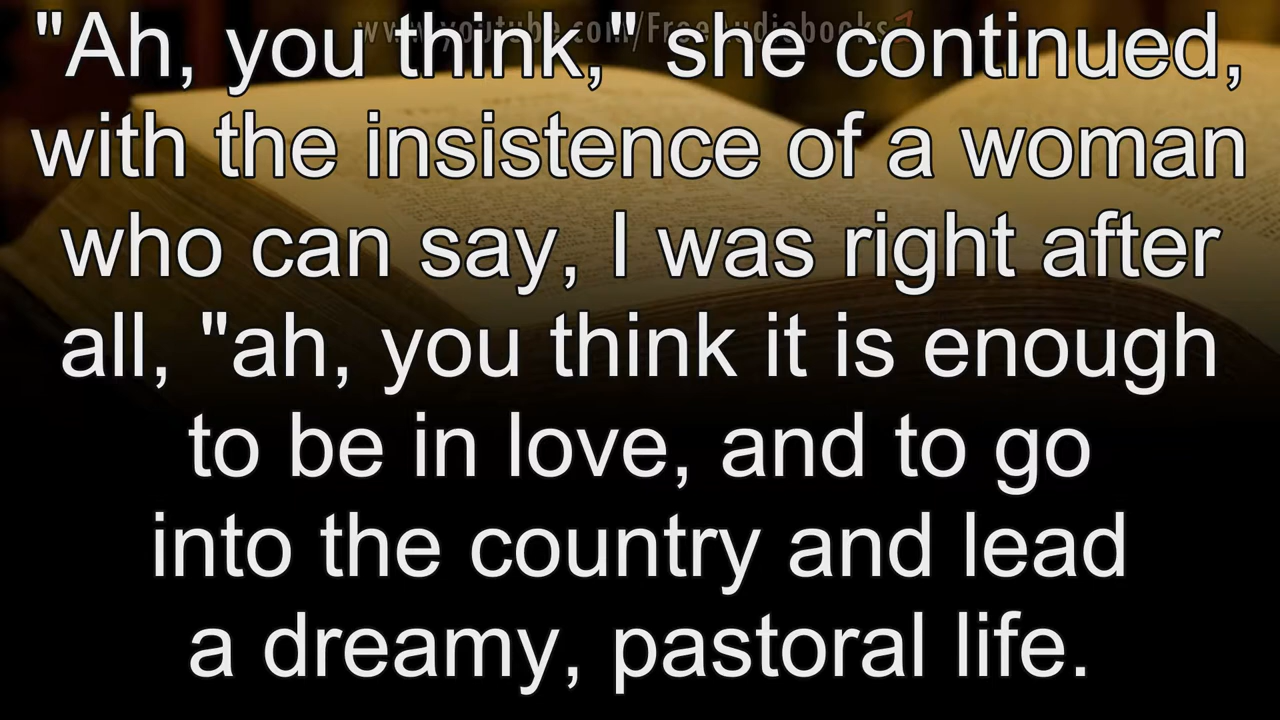 www.youtube.com/FreeAudiobooks1
"Ah, you think," she continued,
with the insistence of a woman
who can say, I was right after
all, "ah, you think it is enough
to be in love, and to go
into the country and lead
a dreamy, pastoral life.